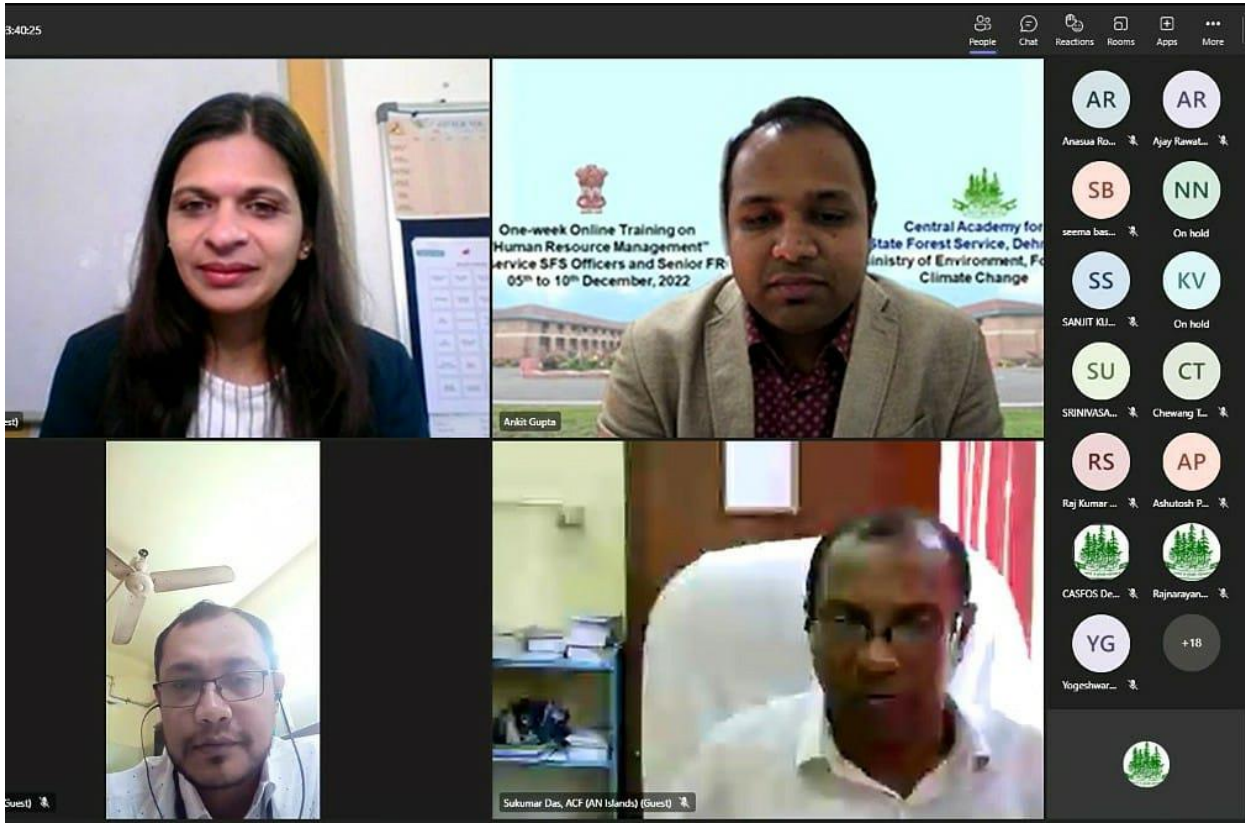 3:40:25
People
Chat
Reactions
Rooms
Apps
More
One-week Online Training on
"Human Resource Management"
ervice SFS Officers and Senior FR
05th to 10th December, 2022
Central Academy for
State Forest Service, Dehr
inistry of Environment, Fo
Climate Change
est)
Ankit Gupta
Guest)
Sukumar Das, ACF (AN Islands) (Guest)
AR
Anasua Ro...
AR
Ajay Rawat...
SB
seema bas...
NN
On hold
SS
SANJIT KU...
KV
On hold
SU
SRINIVASA...
CT
Chewang T...
RS
Raj Kumar ...
AP
Ashutosh P...
CASFOS De...
Rajnarayan...
YG
Yogeshwar...
+18